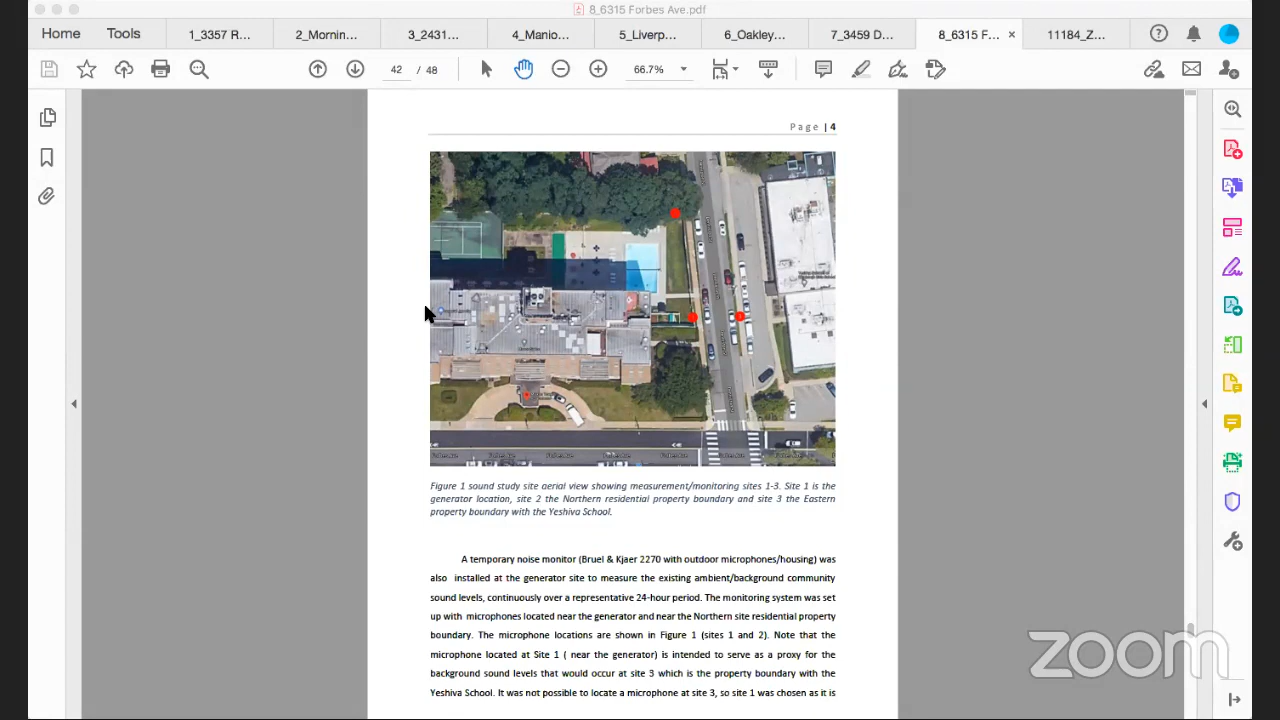 8_6315 Forbes Ave.pdf
Home
Tools
1_3357 R...
2_Mornin...
3_2431...
4_Manio...
5_Liverp...
6_Oakley...
7_3459 D...
8_6315 F...
11184_Z...
42 / 48
66.7%
Page | 4
Forbes Ave
Figure 1 sound study site aerial view showing measurement/monitoring sites 1-3. Site 1 is the
generator location, site 2 the Northern residential property boundary and site 3 the Eastern
property boundary with the Yeshiva School.
A temporary noise monitor (Bruel & Kjaer 2270 with outdoor microphones/housing) was
also installed at the generator site to measure the existing ambient/background community
sound levels, continuously over a representative 24-hour period. The monitoring system was set
up with microphones located near the generator and near the Northern site residential property
boundary. The microphone locations are shown in Figure 1 (sites 1 and 2). Note that the
microphone located at Site 1 ( near the generator) is intended to serve as a proxy for the
background sound levels that would occur at site 3 which is the property boundary with the
Yeshiva School. It was not possible to locate a microphone at site 3, so site 1 was chosen as it is
zoom